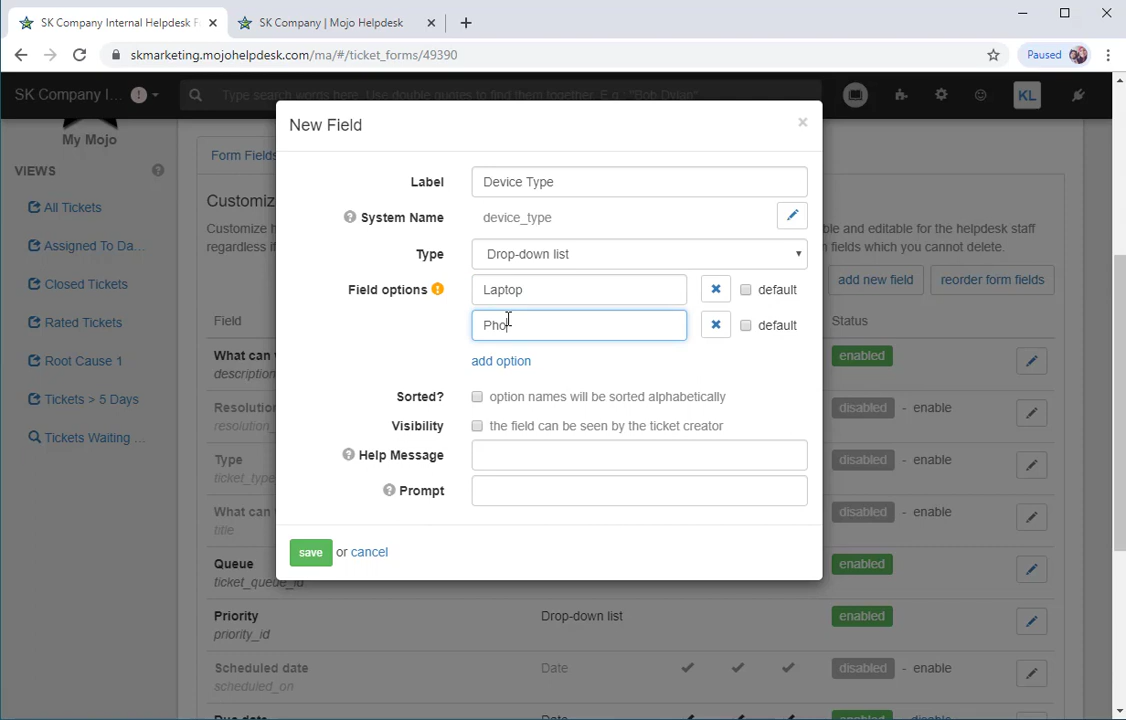 SK Company Internal Helpdesk F
SK Company | Mojo Helpdesk
skmarketing.mojohelpdesk.com/ma/#/ticket_forms/49390
Paused
SK Company I...
Type search words here. Use double quotes to find them together. E.g.: "Bob Dylan"
KL
My Mojo
VIEWS
All Tickets
Assigned To Da...
Closed Tickets
Rated Tickets
Root Cause 1
Tickets > 5 Days
Tickets Waiting ...
Form Fields
Customiz
Customize h
ble and editable for the helpdesk staff
regardless i
fields which you cannot delete.
add new field
reorder form fields
Field
Status
What can
description
enabled
Resolution
resolution_
disabled - enable
Type
ticket_type
disabled - enable
What can
title
disabled - enable
Queue
ticket_queue_id
enabled
Priority
priority_id
Drop-down list
enabled
Scheduled date
scheduled_on
Date
disabled - enable
Due date
Date
enabled - disable
New Field
Label
Device Type
System Name
device_type
Type
Drop-down list
Field options
Laptop
default
Pho
default
add option
Sorted?
option names will be sorted alphabetically
Visibility
the field can be seen by the ticket creator
Help Message
Prompt
save or cancel